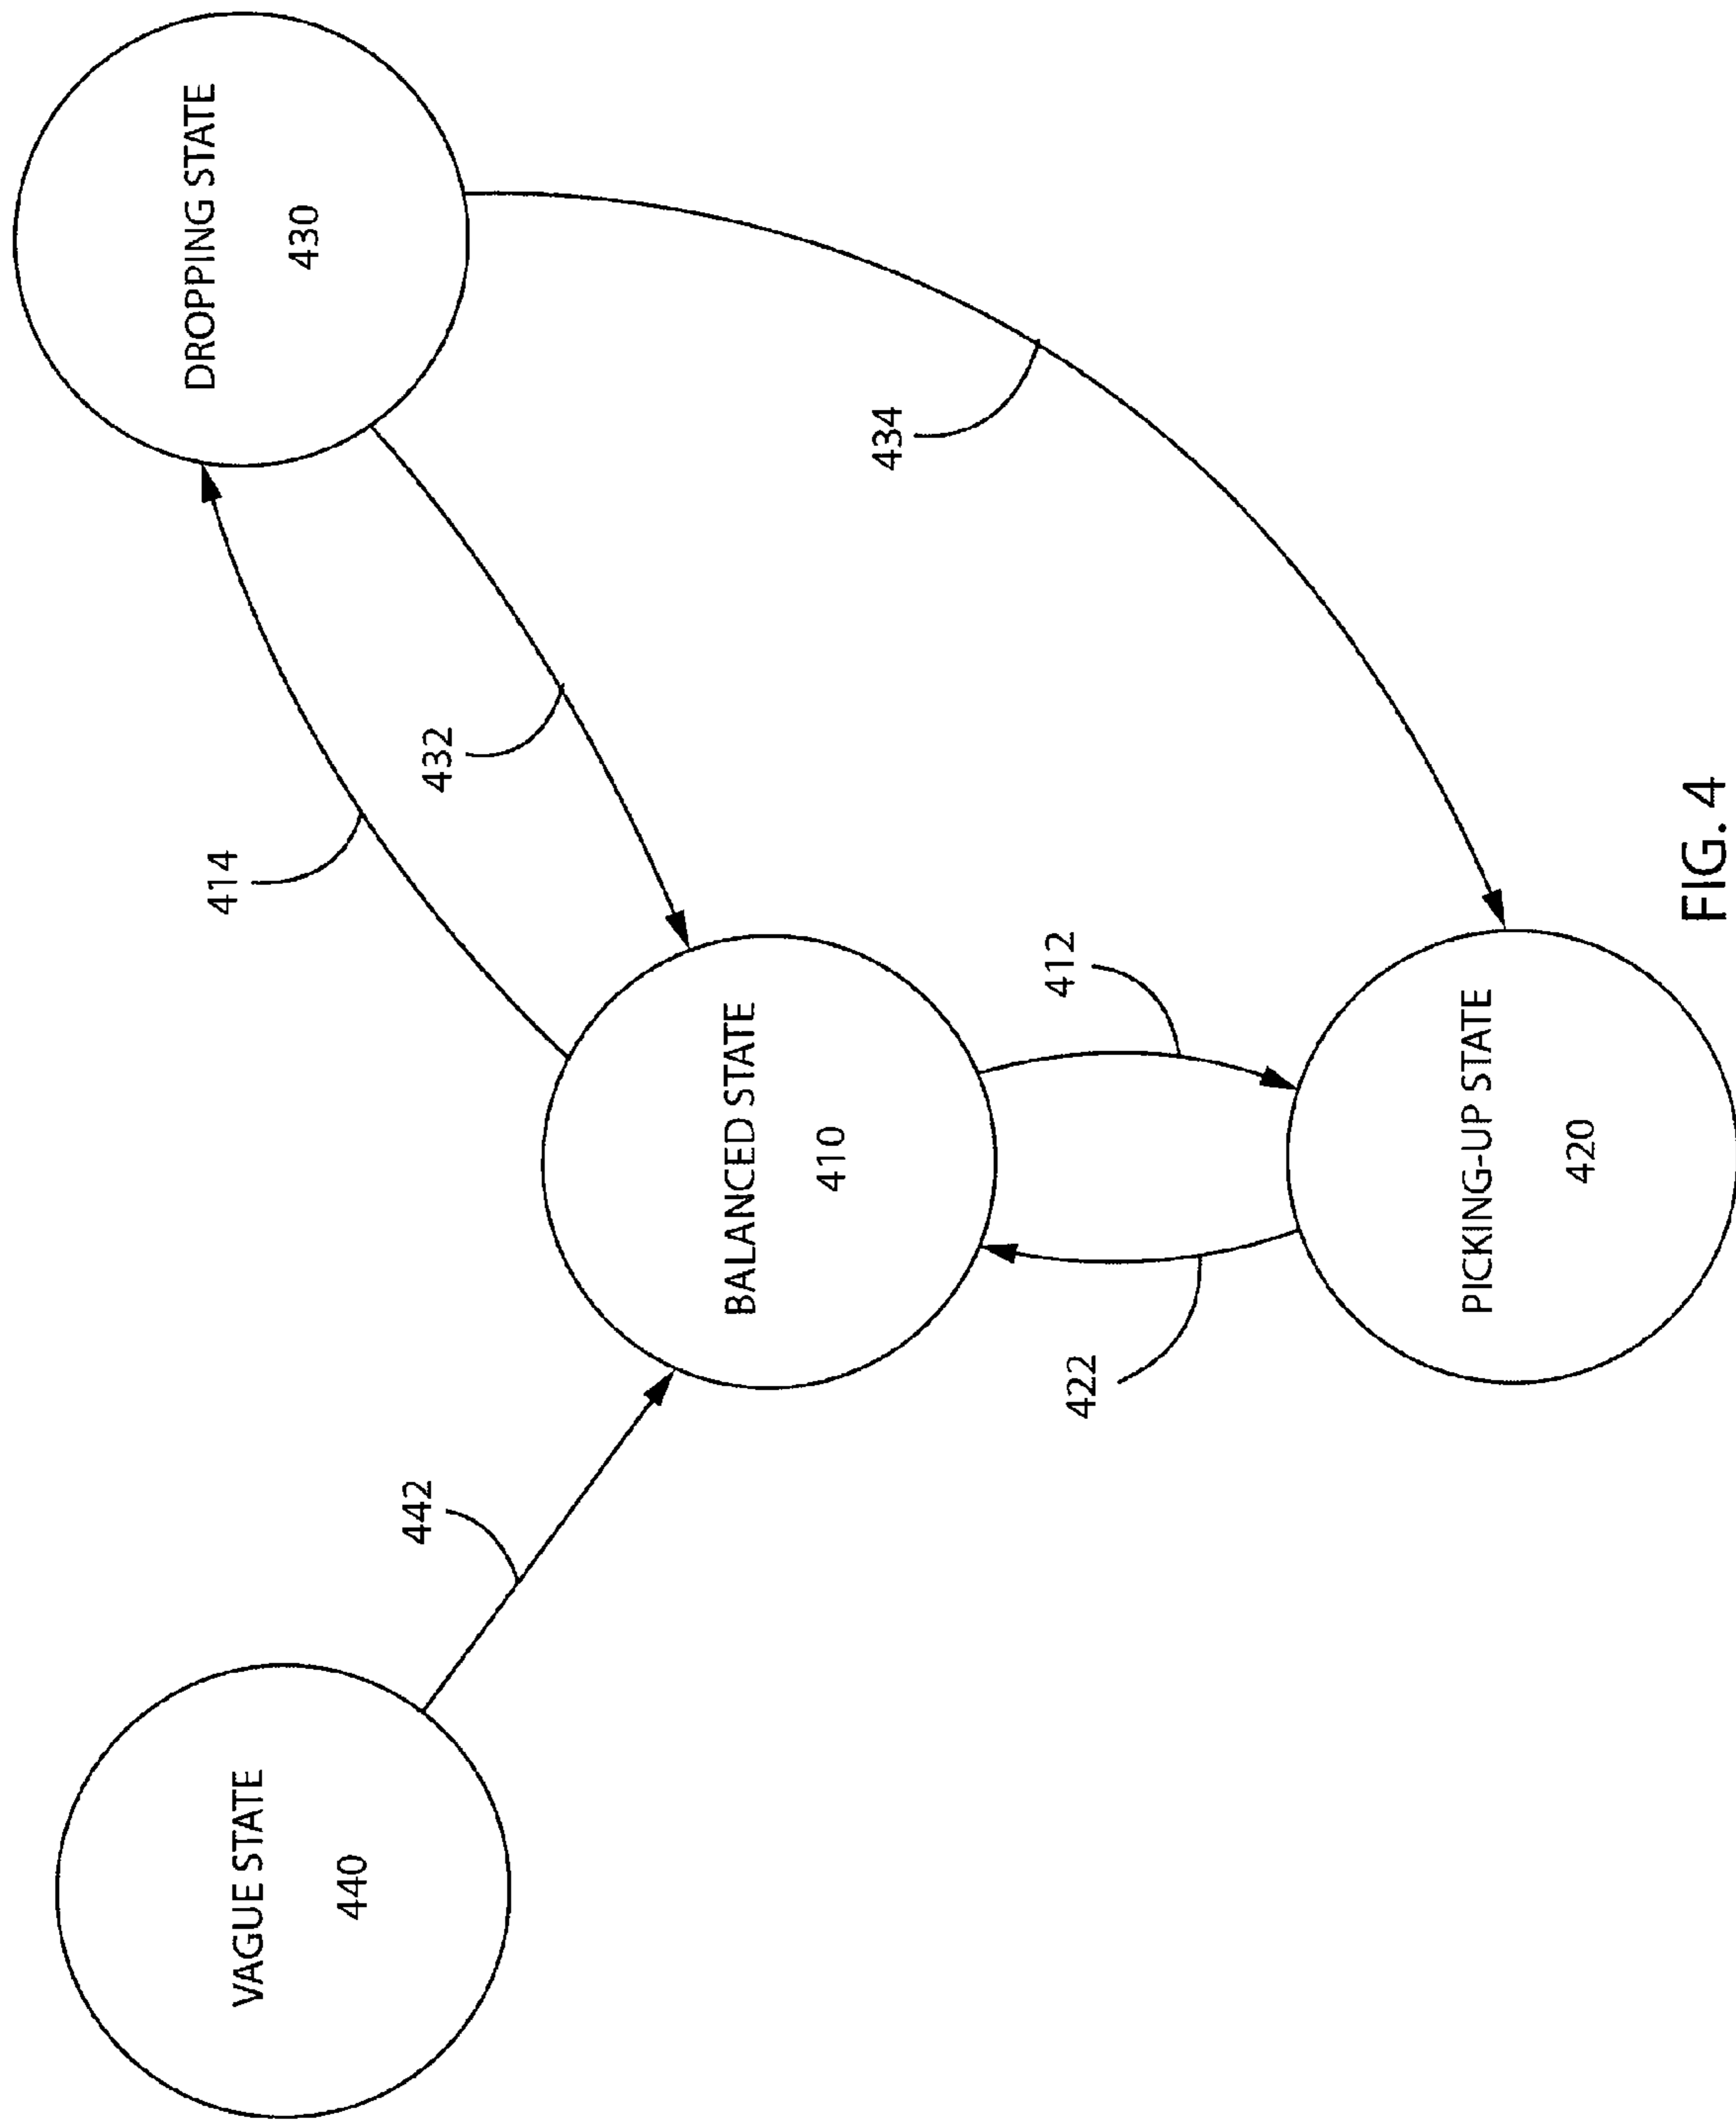 VAGUE STATE
440
442
BALANCED STATE
410
414
432
DROPPING STATE
430
434
422
412
PICKING-UP STATE
420
FIG. 4